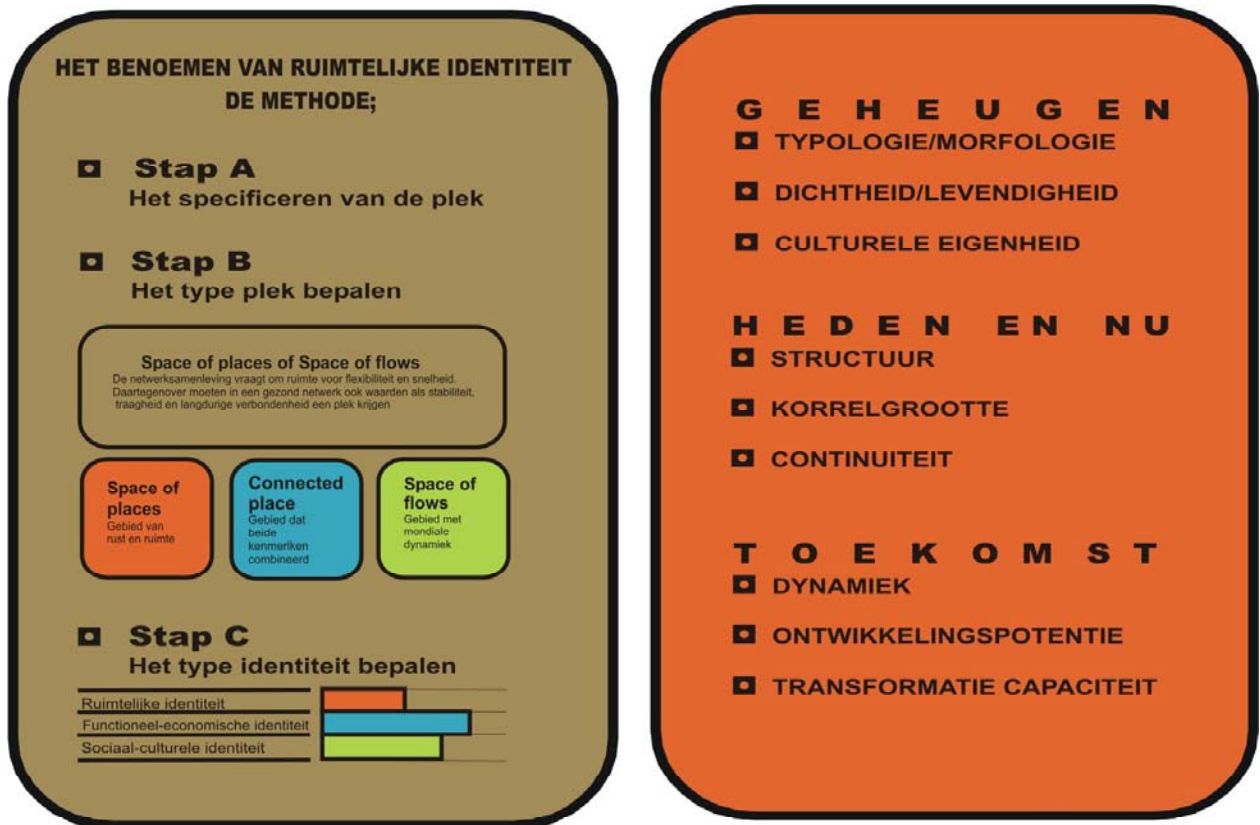 HET BENOEMEN VAN RUIMTELIJKE IDENTITEIT
DE METHODE;
Stap A
Het specificeren van de plek
Stap B
Het type plek bepalen
Space of places of Space of flows
De netwerksamenleving vraagt om ruimte voor flexibiliteit en snelheid.
Daartegenover moeten in een gezond netwerk ook waarden als stabiliteit,
traagheid en langdurige verbondenheid een plek krijgen
Space of
places
Gebied van
rust en ruimte
Connected
place
Gebied dat
beide
kenmeriken
combineerd
Space of
flows
Gebied met
mondiale
dynamiek
Stap C
Het type identiteit bepalen
Ruimtelijke identiteit
Functioneel-economische identiteit
Sociaal-culturele identiteit
GEHEUGEN
TYPOLOGIE/MORFOLOGIE
DICHTHEID/LEVENDIGHEID
CULTURELE EIGENHEID
HEDEN EN NU
STRUCTUUR
KORRELGROOTTE
CONTINUITEIT
TOEKOMST
DYNAMIEK
ONTWIKKELINGSPOTENTIE
TRANSFORMATIE CAPACITEIT